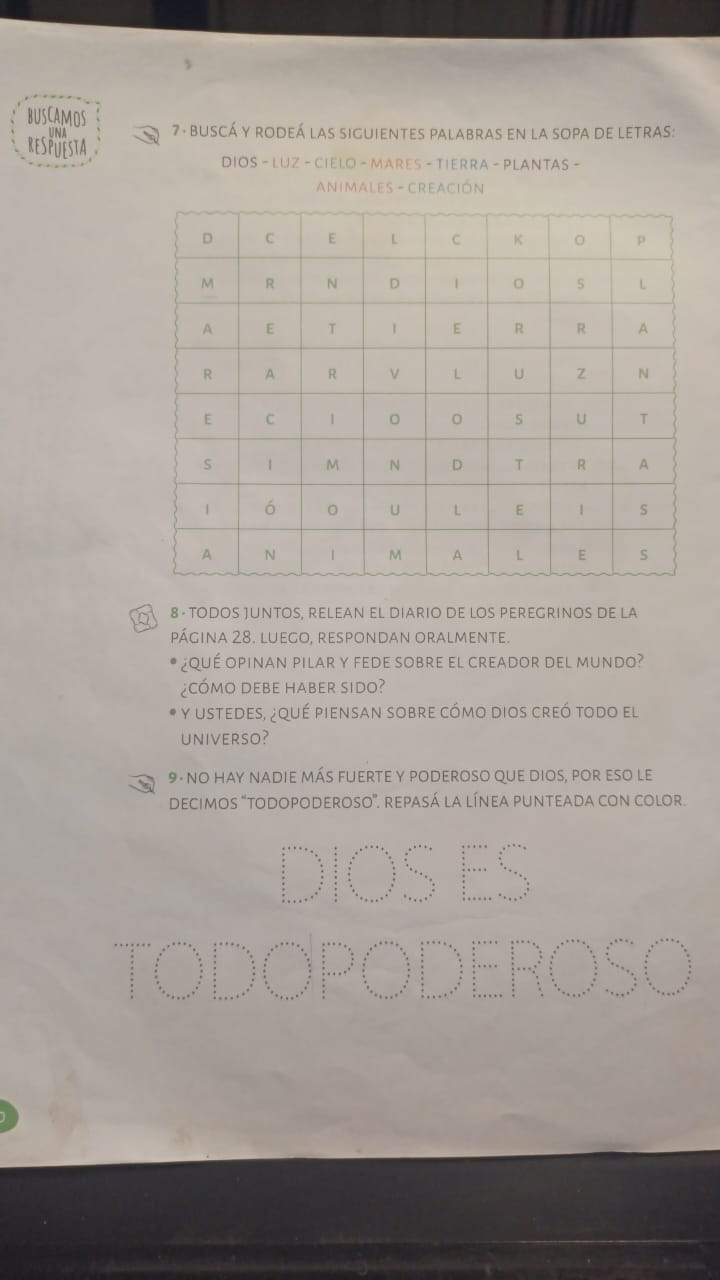 BUSCAMOS
UNA
RESPUESTA
7 · BUSCÁ Y RODEÁ LAS SIGUIENTES PALABRAS EN LA SOPA DE LETRAS:
DIOS - LUZ - CIELO - MARES - TIERRA - PLANTAS -
ANIMALES - CREACIÓN
D C E L C K O P
M R N D I O S L
A E T I E R R A
R A R V L U Z N
E C I O O S U T
S I M N D T R A
I Ó O U L E I S
A N I M A L E S
8 · TODOS JUNTOS, RELEAN EL DIARIO DE LOS PEREGRINOS DE LA
PÁGINA 28. LUEGO, RESPONDAN ORALMENTE.
• ¿QUÉ OPINAN PILAR Y FEDE SOBRE EL CREADOR DEL MUNDO?
¿CÓMO DEBE HABER SIDO?
• Y USTEDES, ¿QUÉ PIENSAN SOBRE CÓMO DIOS CREÓ TODO EL
UNIVERSO?
9 · NO HAY NADIE MÁS FUERTE Y PODEROSO QUE DIOS, POR ESO LE
DECIMOS “TODOPODEROSO”. REPASÁ LA LÍNEA PUNTEADA CON COLOR.
DIOS ES
TODOPODEROSO